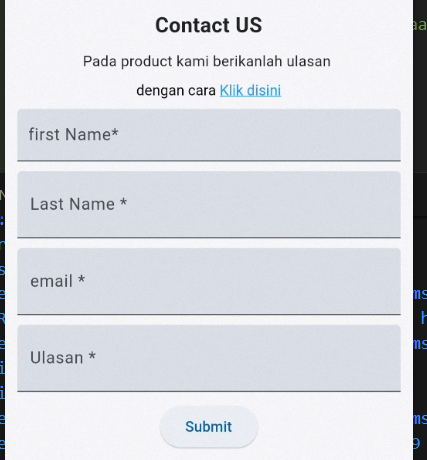 Contact US
Pada product kami berikanlah ulasan
dengan cara Klik disini
first Name*
Last Name *
email *
Ulasan *
Submit